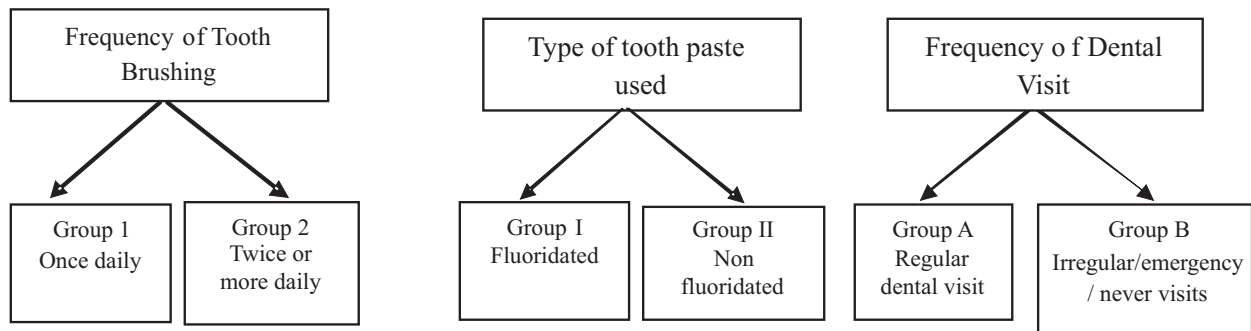 Frequency of Tooth
Brushing
Type of tooth paste
used
Frequency o f Dental
Visit
Group 1
Once daily
Group 2
Twice or
more daily
Group I
Fluoridated
Group II
Non
fluoridated
Group A
Regular
dental visit
Group B
Irregular/emergency
/ never visits